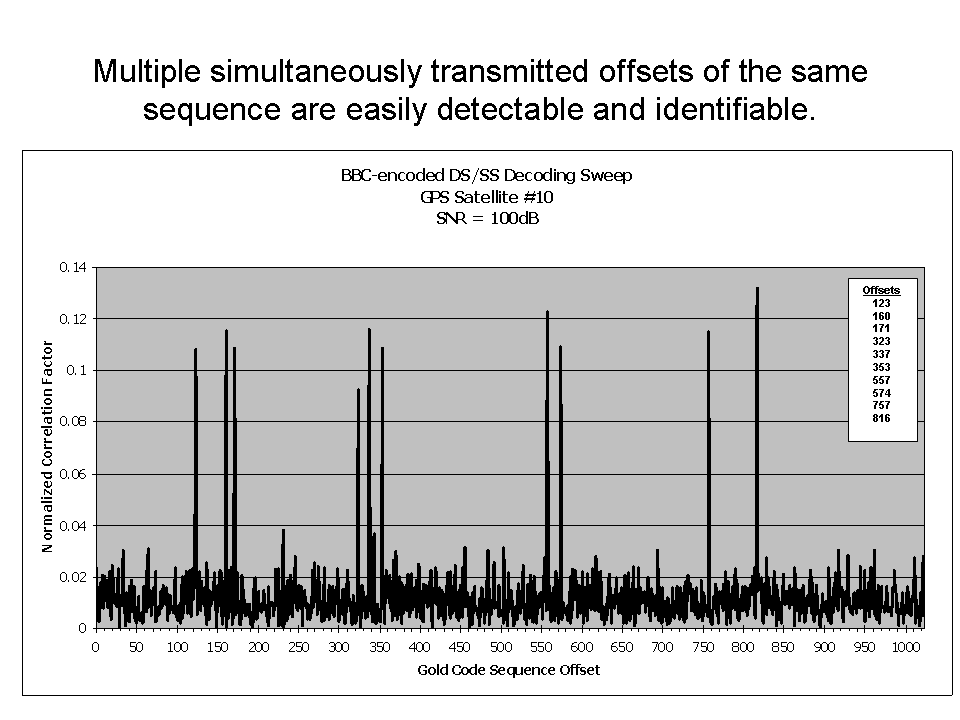 Multiple simultaneously transmitted offsets of the same
sequence are easily detectable and identifiable.
BBC-encoded DS/SS Decoding Sweep
GPS Satellite #10
SNR = 100dB
Normalized Correlation Factor
0.14
0.12
0.1
0.08
0.06
0.04
0.02
0
Offsets
123
160
171
323
337
353
557
574
757
816
0 50 100 150 200 250 300 350 400 450 500 550 600 650 700 750 800 850 900 950 1000
Gold Code Sequence Offset